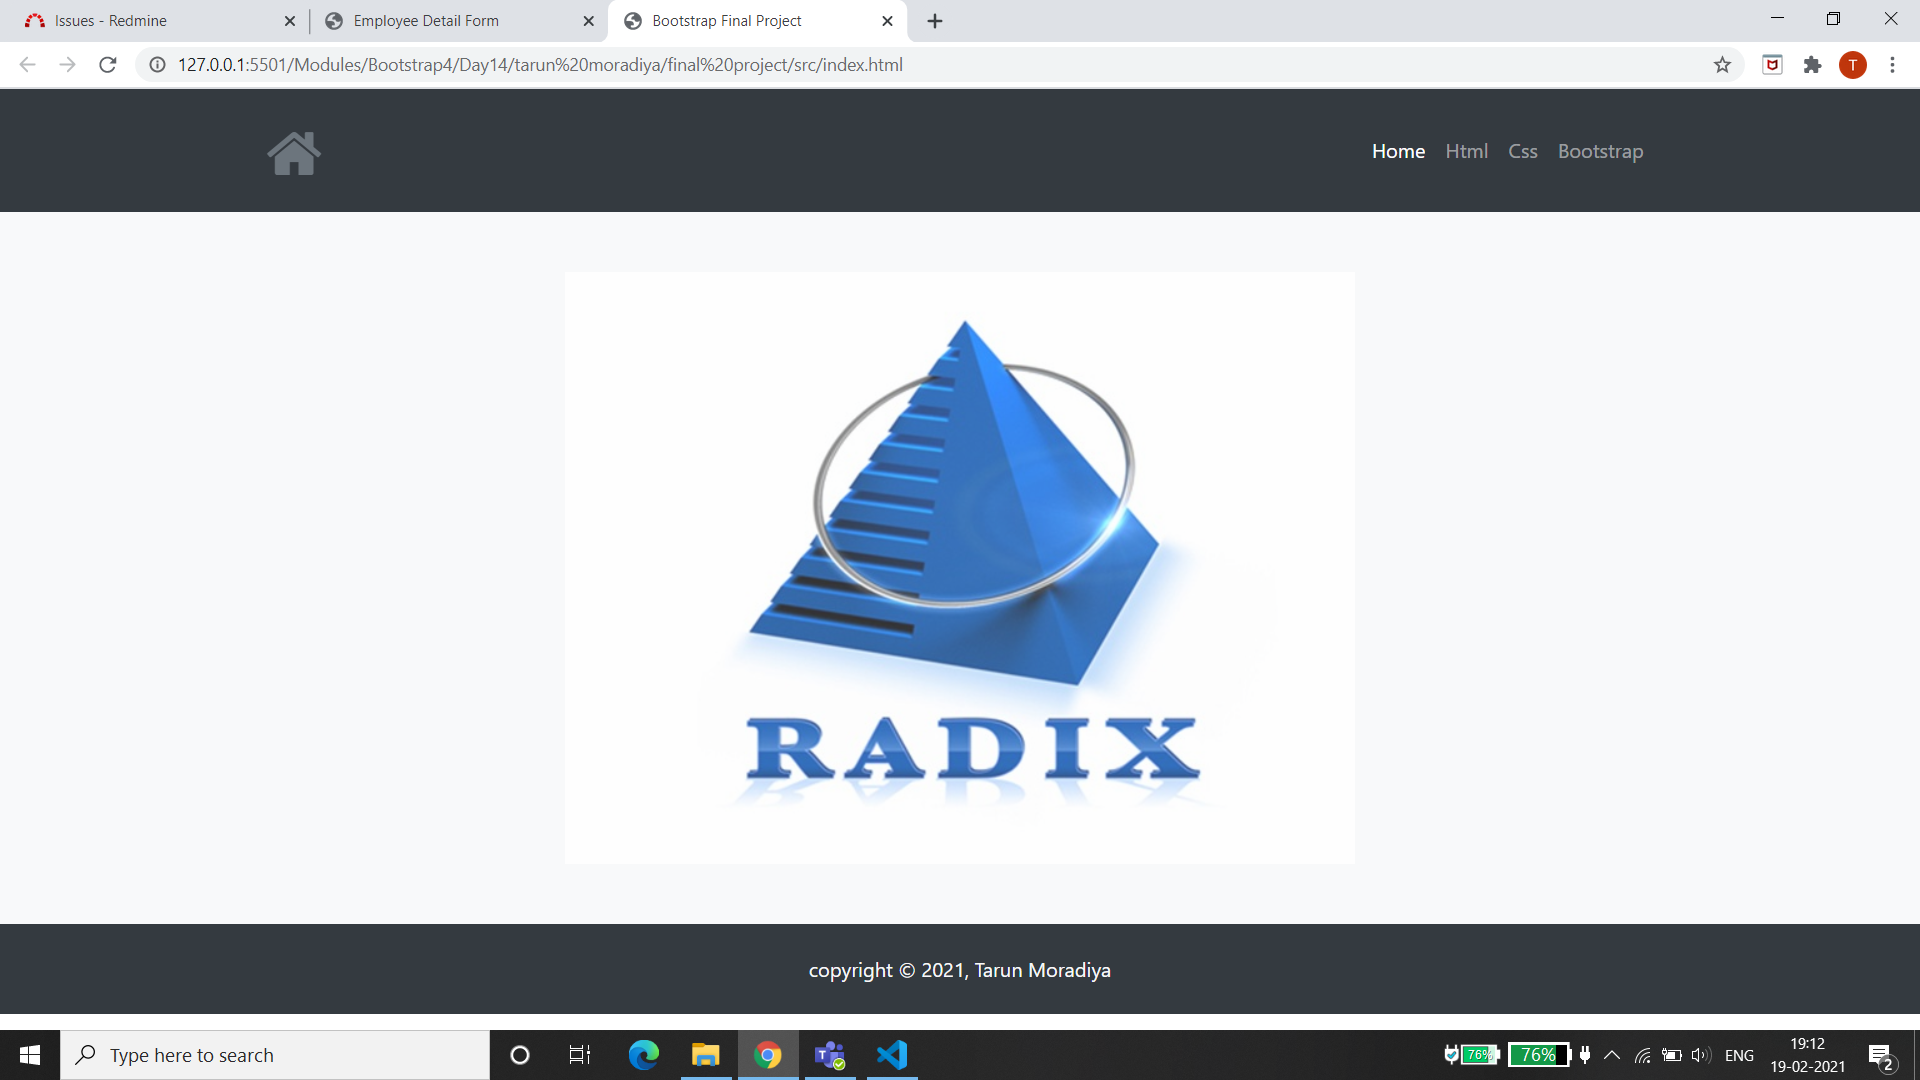 Issues - Redmine
Employee Detail Form
Bootstrap Final Project
127.0.0.1:5501/Modules/Bootstrap4/Day14/tarun%20moradiya/final%20project/src/index.html
T
Home Html Css Bootstrap
RADIX
copyright © 2021, Tarun Moradiya
Type here to search
T
76%
76%
ENG
19:12
19-02-2021
2